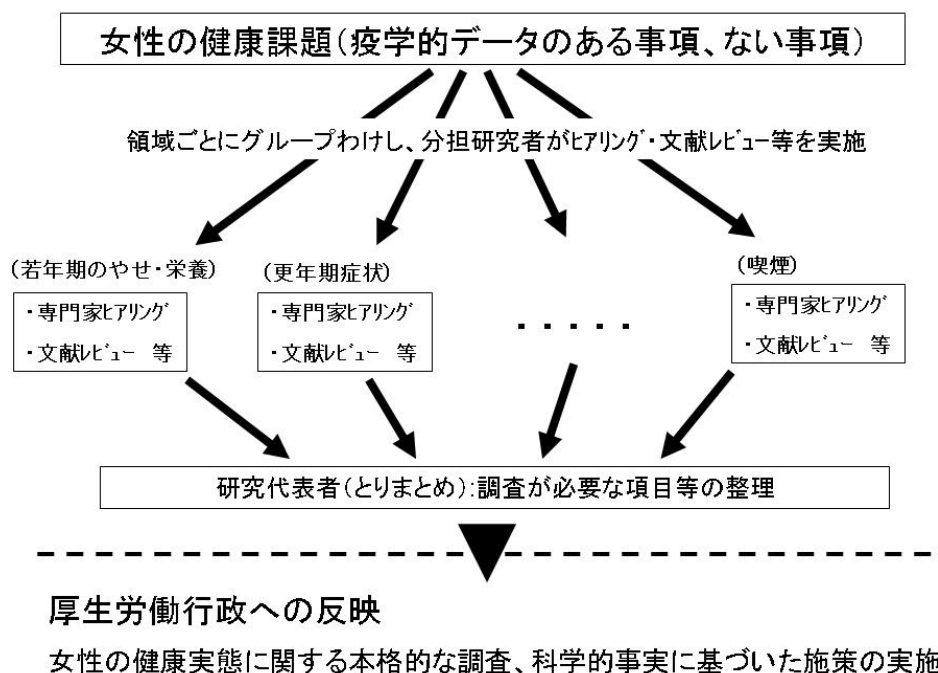 女性の健康課題(疫学的データのある事項、ない事項)
領域ごとにグループわけし、分担研究者がﾋｱﾘﾝｸﾞ・文献ﾚﾋﾞｭｰ等を実施
(若年期のやせ・栄養)
・専門家ﾋｱﾘﾝｸﾞ
・文献ﾚﾋﾞｭｰ 等
(更年期症状)
・専門家ﾋｱﾘﾝｸﾞ
・文献ﾚﾋﾞｭｰ 等
・・・・・
(喫煙)
・専門家ﾋｱﾘﾝｸﾞ
・文献ﾚﾋﾞｭｰ 等
研究代表者(とりまとめ):調査が必要な項目等の整理
厚生労働行政への反映
女性の健康実態に関する本格的な調査、科学的事実に基づいた施策の実施